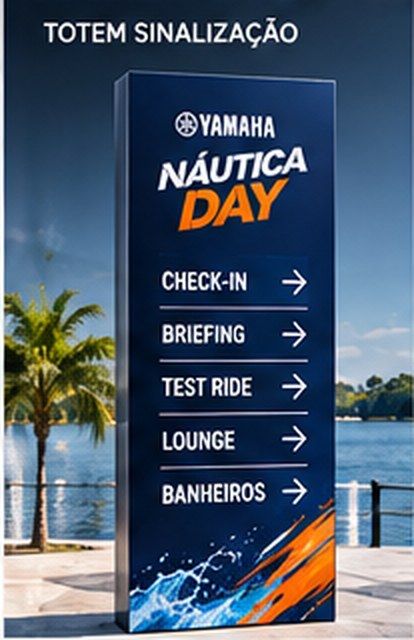 TOTEM SINALIZAÇÃO
YAMAHA
NÁUTICA
DAY
CHECK-IN →
BRIEFING →
TEST RIDE →
LOUNGE →
BANHEIROS →